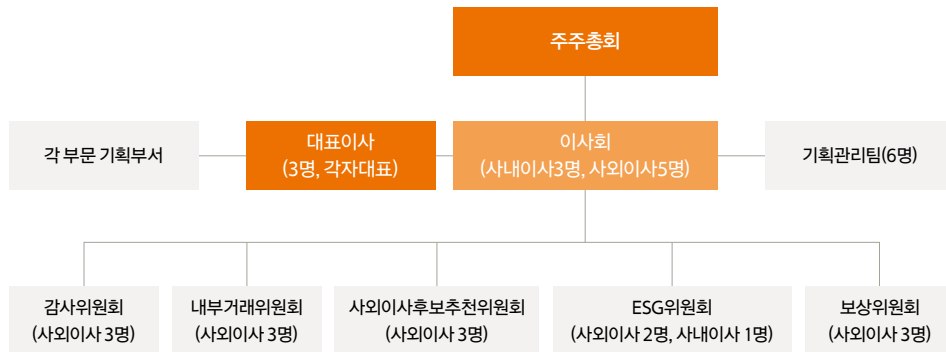 주주총회
각 부문 기획부서
대표이사
(3명, 각자대표)
이사회
(사내이사3명, 사외이사5명)
기획관리팀(6명)
감사위원회
(사외이사 3명)
내부거래위원회
(사외이사 3명)
사외이사후보추천위원회
(사외이사 3명)
ESG위원회
(사외이사 2명, 사내이사 1명)
보상위원회
(사외이사 3명)